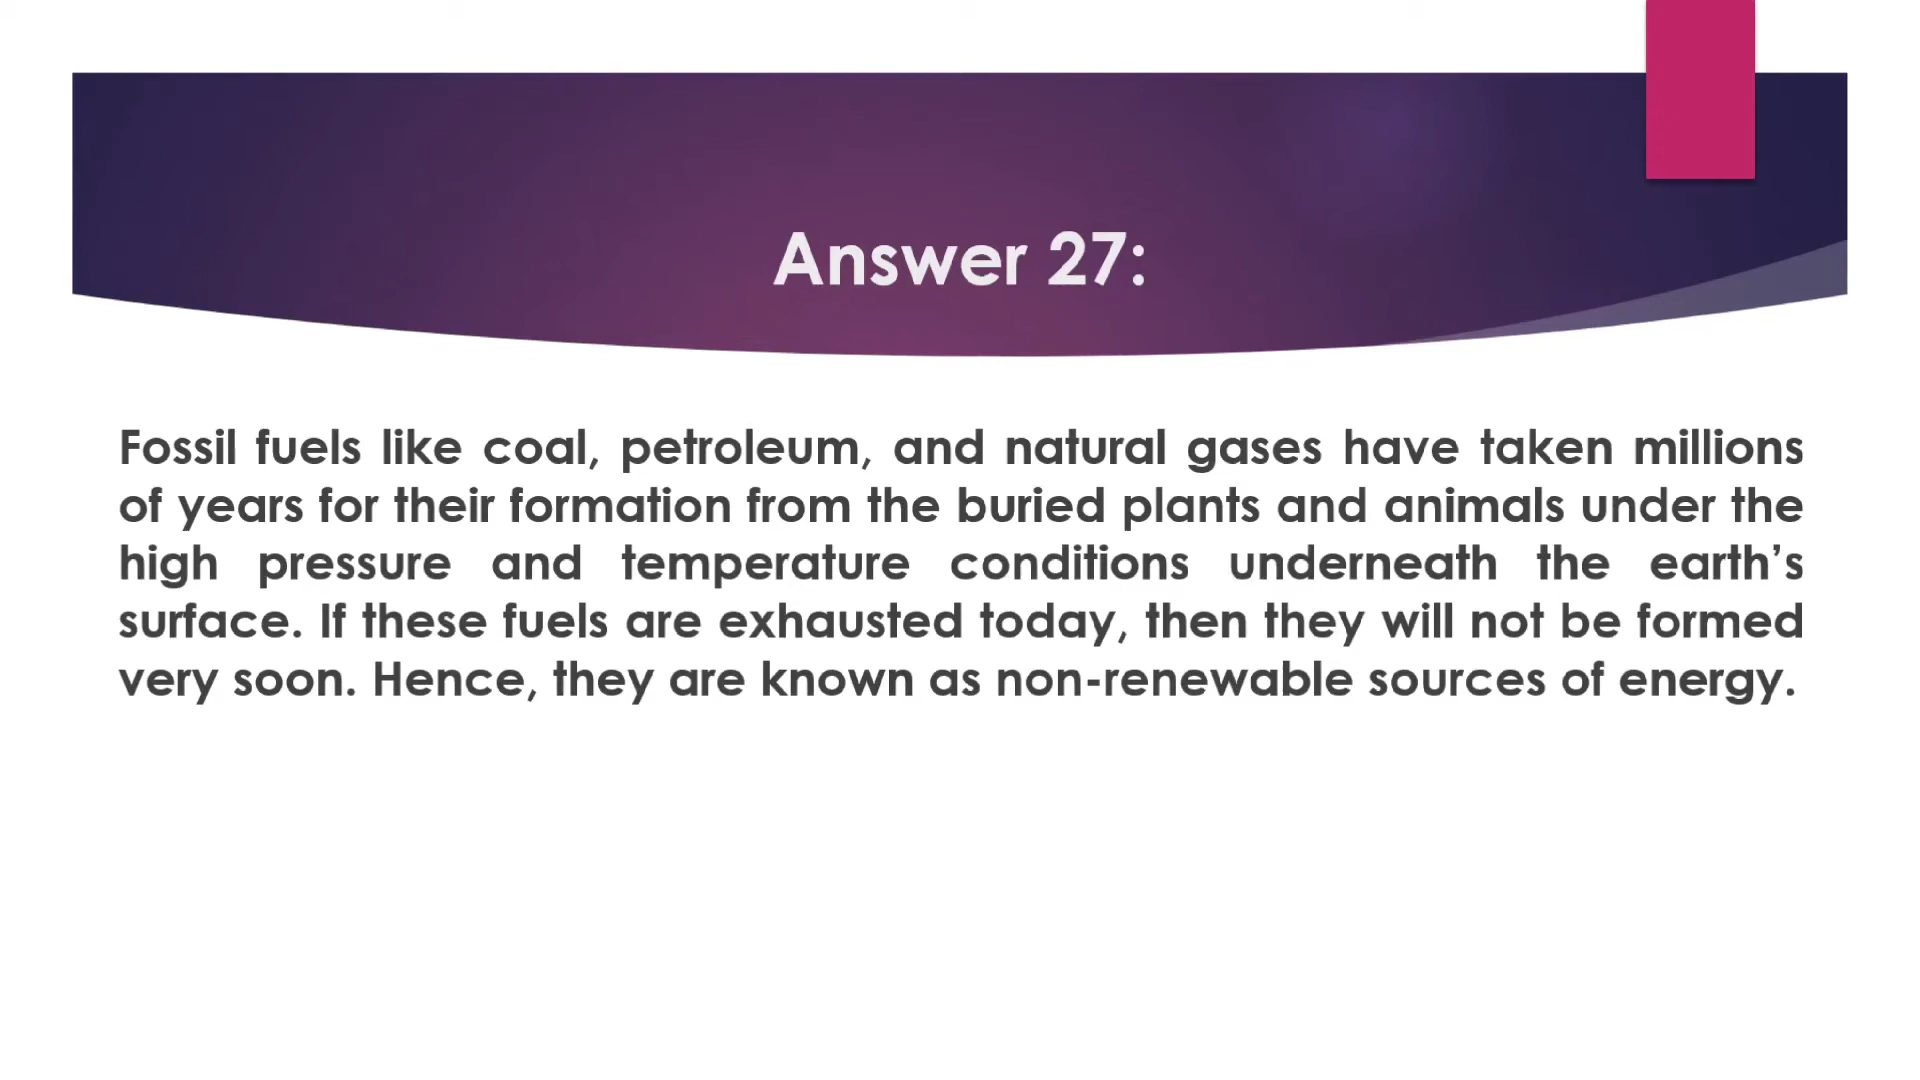 Answer 27:
Fossil fuels like coal, petroleum, and natural gases have taken millions
of years for their formation from the buried plants and animals under the
high pressure and temperature conditions underneath the earth’s
surface. If these fuels are exhausted today, then they will not be formed
very soon. Hence, they are known as non-renewable sources of energy.